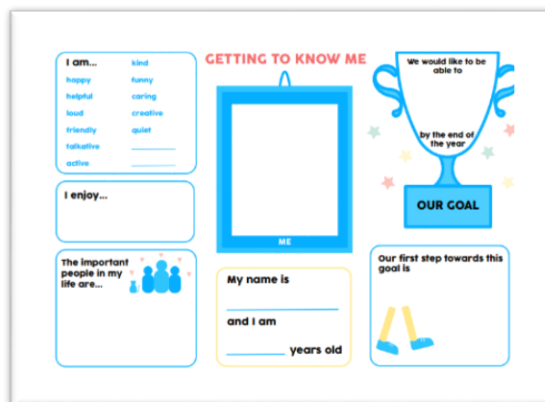 GETTING TO KNOW ME
I am...
kind
happy
funny
helpful
caring
loud
creative
friendly
quiet
talkative
active
I enjoy...
The important
people in my
life are...
ME
My name is
and I am
years old
We would like to be
able to
by the end of
the year
OUR GOAL
Our first step towards this
goal is